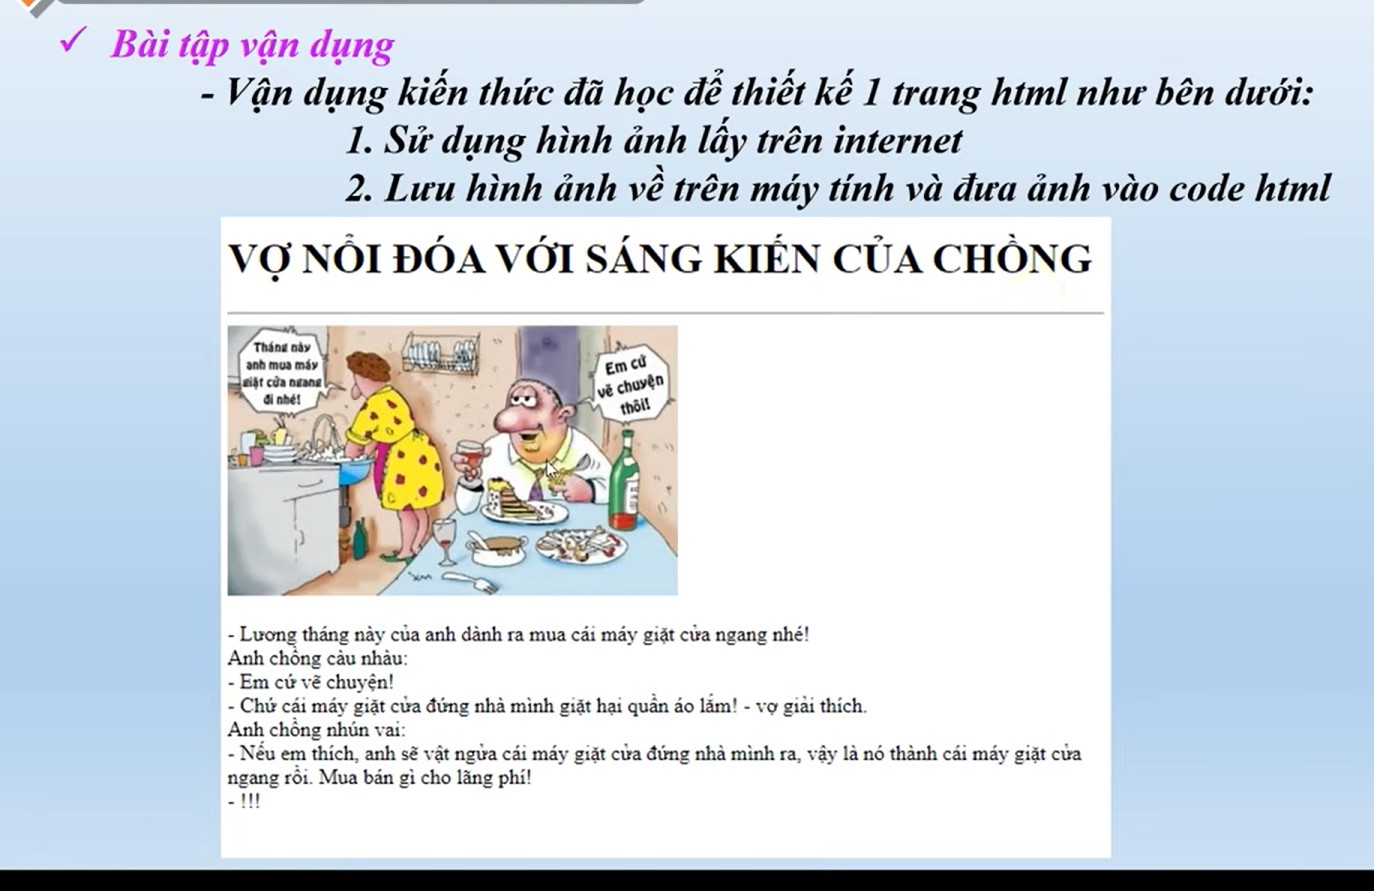 Bài tập vận dụng
- Vận dụng kiến thức đã học để thiết kế 1 trang html như bên dưới:
1. Sử dụng hình ảnh lấy trên internet
2. Lưu hình ảnh về trên máy tính và đưa ảnh vào code html
VỢ NỔI ĐÓA VỚI SÁNG KIẾN CỦA CHỒNG
Tháng này
anh mua máy
giặt cửa ngang
đi nhé!
Em cứ
vẽ chuyện
thôi!
- Lương tháng này của anh dành ra mua cái máy giặt cửa ngang nhé!
Anh chồng càu nhàu:
- Em cứ vẽ chuyện!
- Chứ cái máy giặt cửa đứng nhà mình giặt hại quần áo lắm! - vợ giải thích.
Anh chồng nhún vai:
- Nếu em thích, anh sẽ vật ngửa cái máy giặt cửa đứng nhà mình ra, vậy là nó thành cái máy giặt cửa
ngang rồi. Mua bán gì cho lãng phí!
- !!!